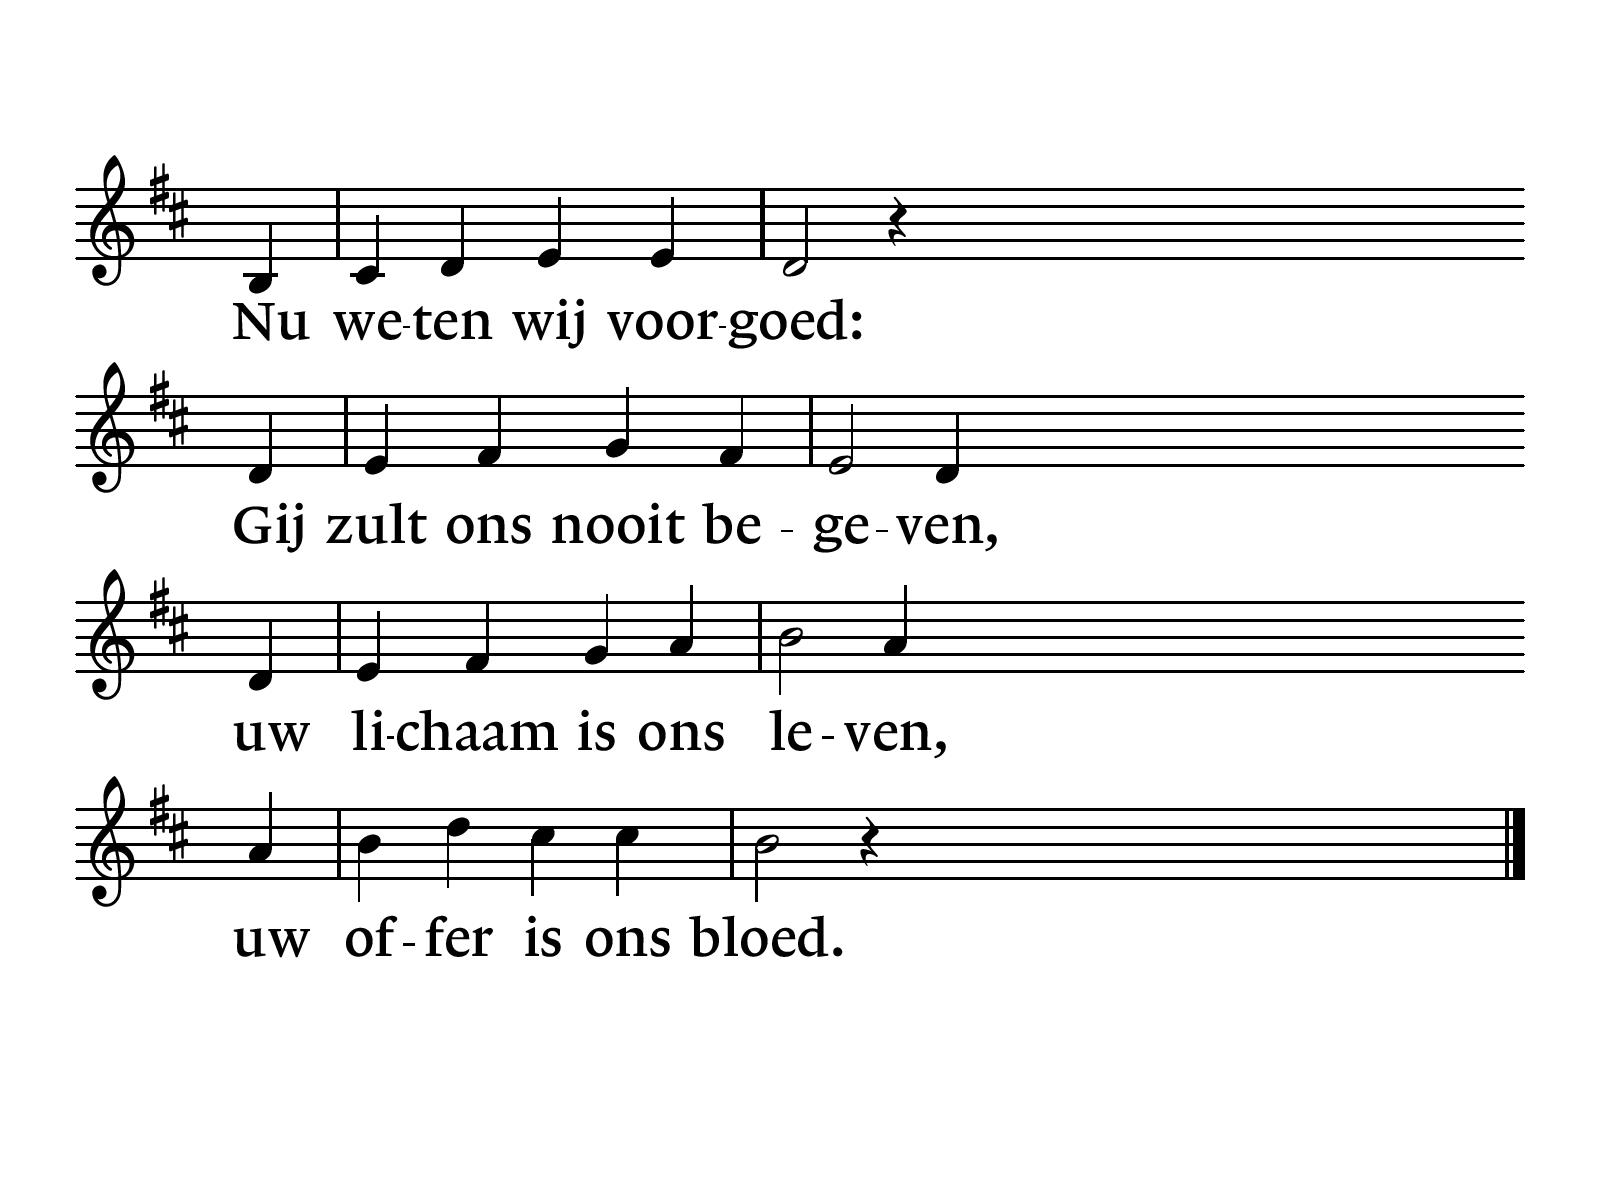 Nu we-ten wij voor-goed:
Gij zult ons nooit be - ge - ven,
uw li-chaam is ons le - ven,
uw of - fer is ons bloed.